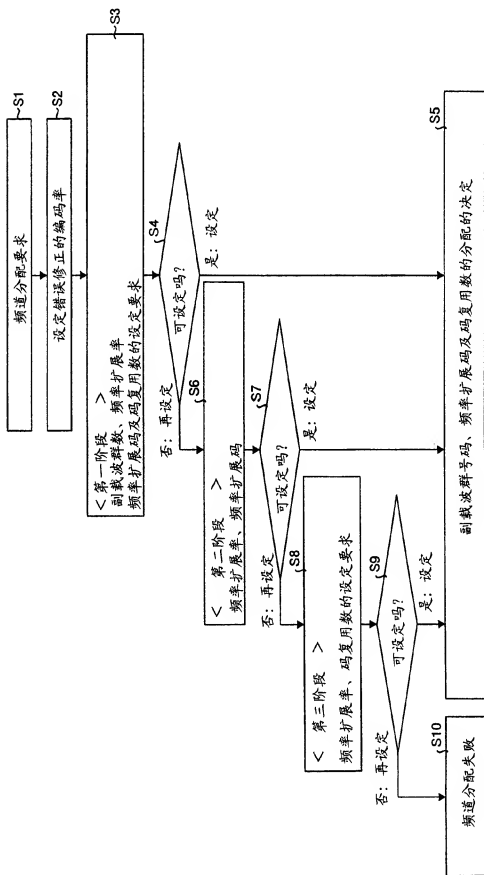 频道分配要求
S1
设定错误修正的编码率
S2
< 第一阶段 >
副载波群数、频率扩展率
频率扩展码及码复用数的设定要求
S3
可设定吗?
S4
是: 设定
否: 再设定
S6
< 第二阶段 >
频率扩展率、频率扩展码
可设定吗?
S7
是: 设定
否: 再设定
S8
< 第三阶段 >
频率扩展率、码复用数的设定要求
可设定吗?
S9
是: 设定
否: 再设定
S5
副载波群号码、频率扩展码及码复用数的分配的决定
S10
频道分配失败